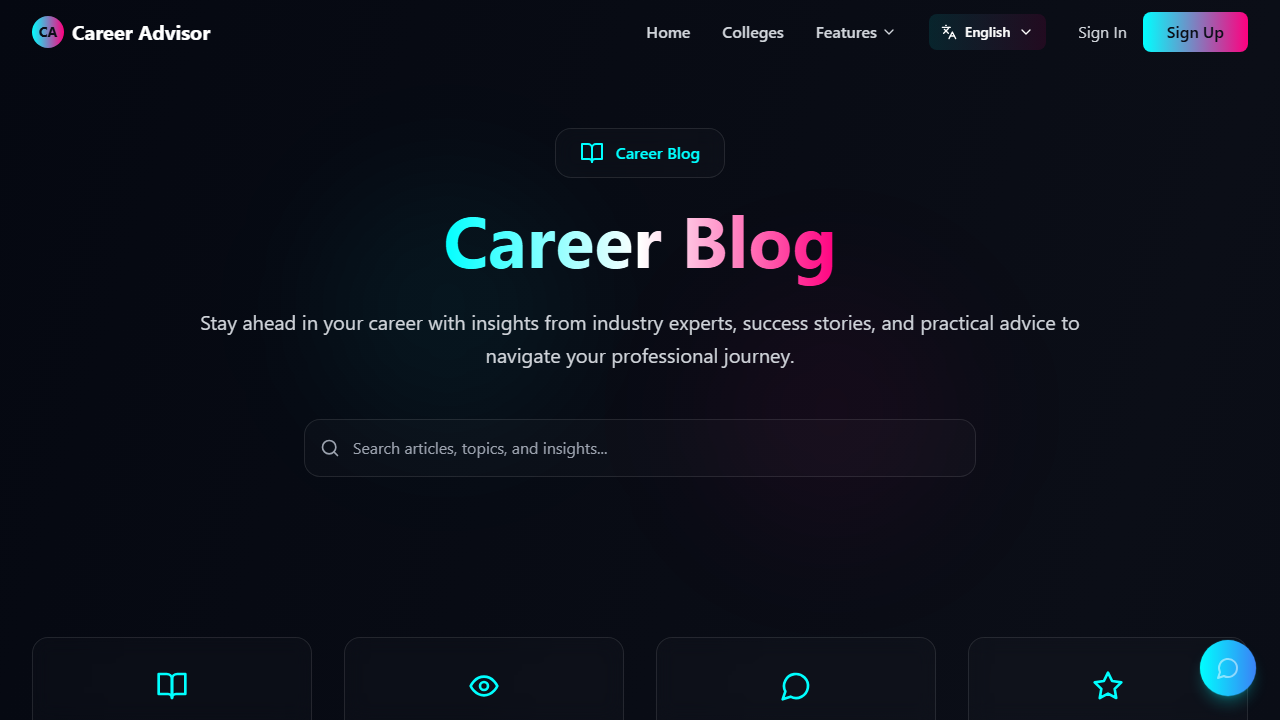 CA Career Advisor
Home Colleges Features English Sign In Sign Up
Career Blog
Career Blog
Stay ahead in your career with insights from industry experts, success stories, and practical advice to
navigate your professional journey.
Search articles, topics, and insights...